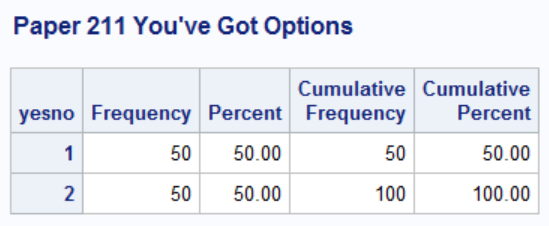 Paper 211 You've Got Options
Cumulative Cumulative
yesno Frequency Percent Frequency Percent
1 50 50.00 50 50.00
2 50 50.00 100 100.00